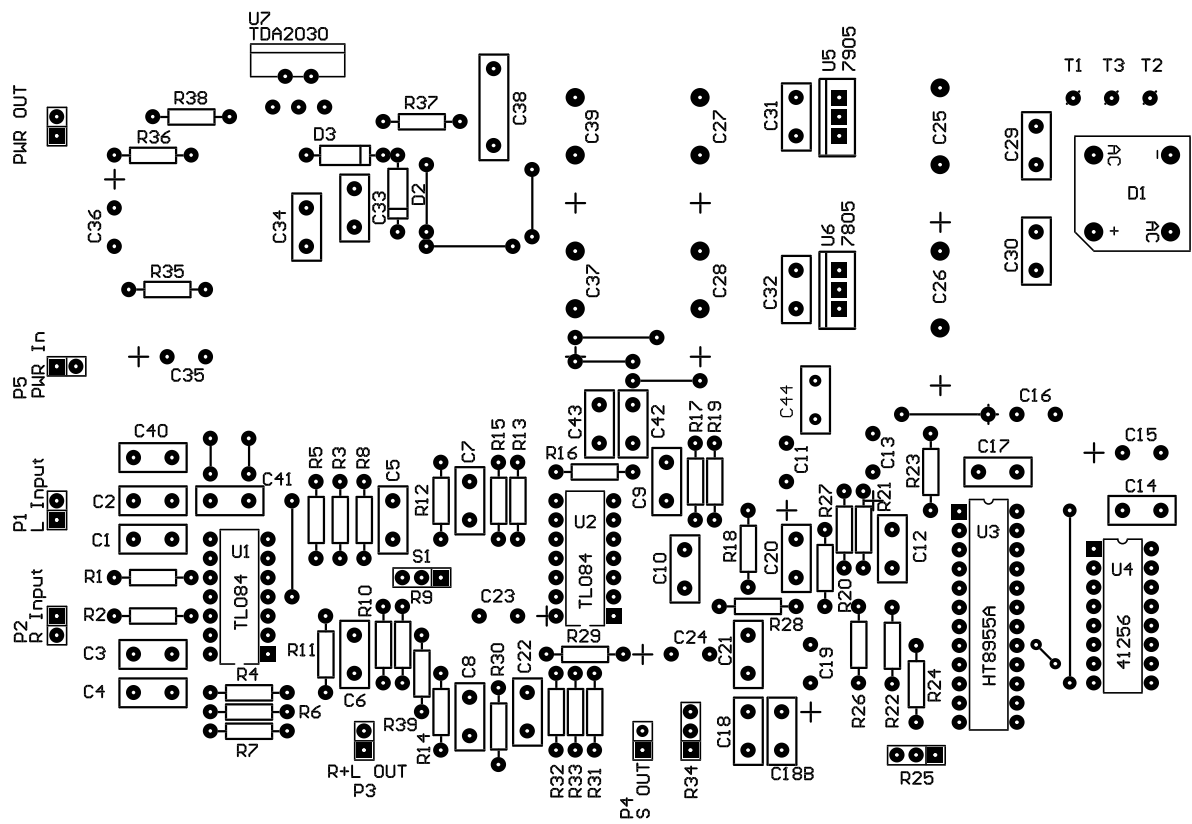 U7
TDA2030
PWR OUT
R38
R37
C38
R36
D3
C33
D2
C34
C36
R35
C39
C27
C31
U5
7905
C25
T1
T3
T2
C29
AC
–
D1
+
AC
C30
C37
C28
C32
U6
7805
C26
P5
PWR In
C35
C40
C41
C2
C1
P1
L Input
R1
R2
P2
R Input
C3
C4
U1
TL084
R5
R3
R8
C5
R12
C7
R15
R13
R16
C43
C42
C9
R17
R19
C44
C11
C13
R23
C16
C17
C15
C14
U2
TL084
S1
R9
R10
R11
C6
C23
C10
R18
C20
R27
R21
R20
C12
U3
HT8955A
U4
41256
R4
R6
R7
R39
R14
C8
R30
C22
R29
C24
C21
R28
C19
R26
R22
R24
R+L OUT
P3
R32
R33
R31
P4
S OUT
R34
C18
C18B
R25